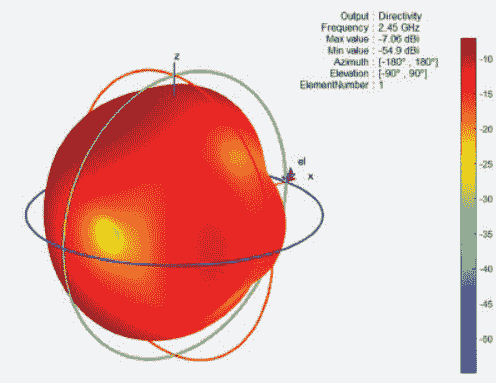 Output : Directivity
Frequency : 2.45 GHz
Max value : -7.06 dBi
Min value : -54.9 dBi
Azimuth : [-180° , 180°]
Elevation : [-90° , 90°]
ElementNumber : 1
z
el
x
-10
-15
-20
-25
-30
-35
-40
-45
-50